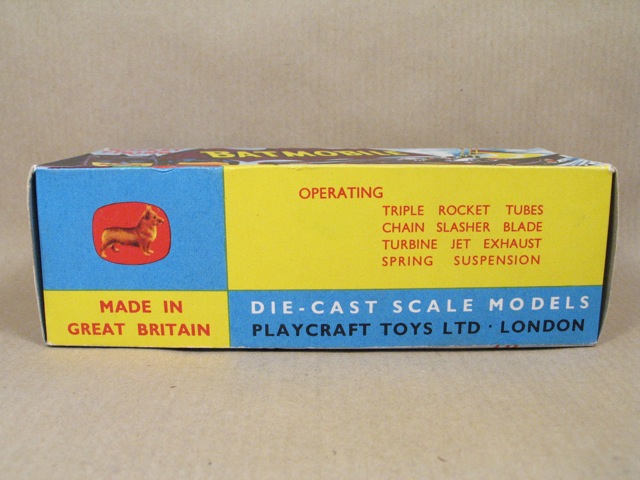 BATMOBILE
OPERATING
TRIPLE ROCKET TUBES
CHAIN SLASHER BLADE
TURBINE JET EXHAUST
SPRING SUSPENSION
MADE IN
GREAT BRITAIN
DIE-CAST SCALE MODELS
PLAYCRAFT TOYS LTD · LONDON